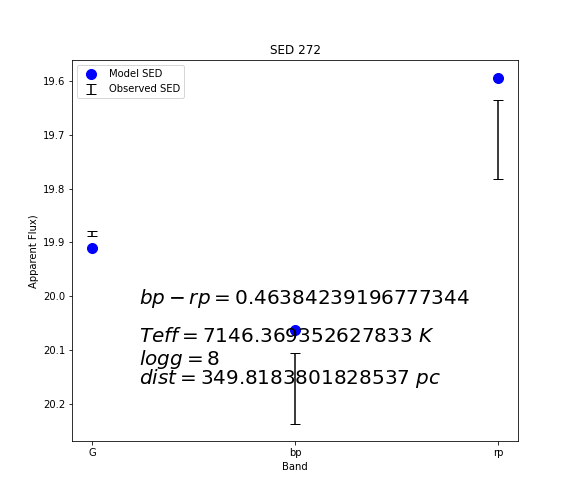 SED 272
Model SED
Observed SED
19.6
19.7
19.8
19.9
20.0
20.1
20.2
Apparent Flux)
bp − rp = 0.46384239196777344
Teff = 7146.369352627833 K
logg = 8
dist = 349.8183801828537 pc
G
bp
rp
Band